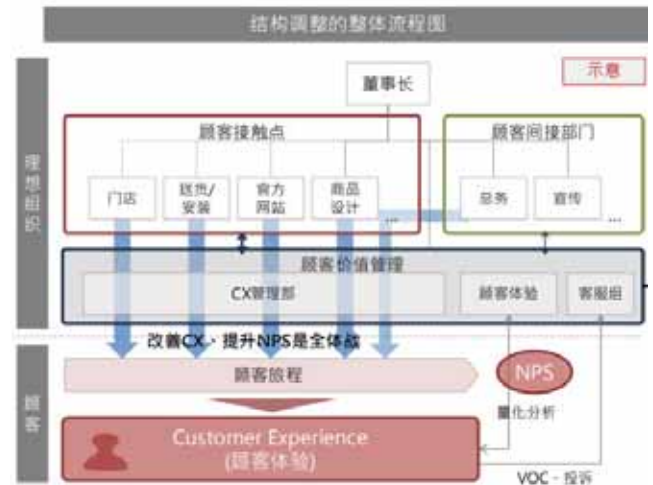 结构调整的整体流程图
示意
董事长
顾客接触点
顾客间接部门
门店
送货/
安装
官方
网站
商品
设计
...
总务
宣传
...
顾客价值管理
CX管理部
顾客体验
客服组
改善CX、提升NPS是全体战
顾客旅程
NPS
量化分析
顾客
Customer Experience
(顾客体验)
VOC、投诉